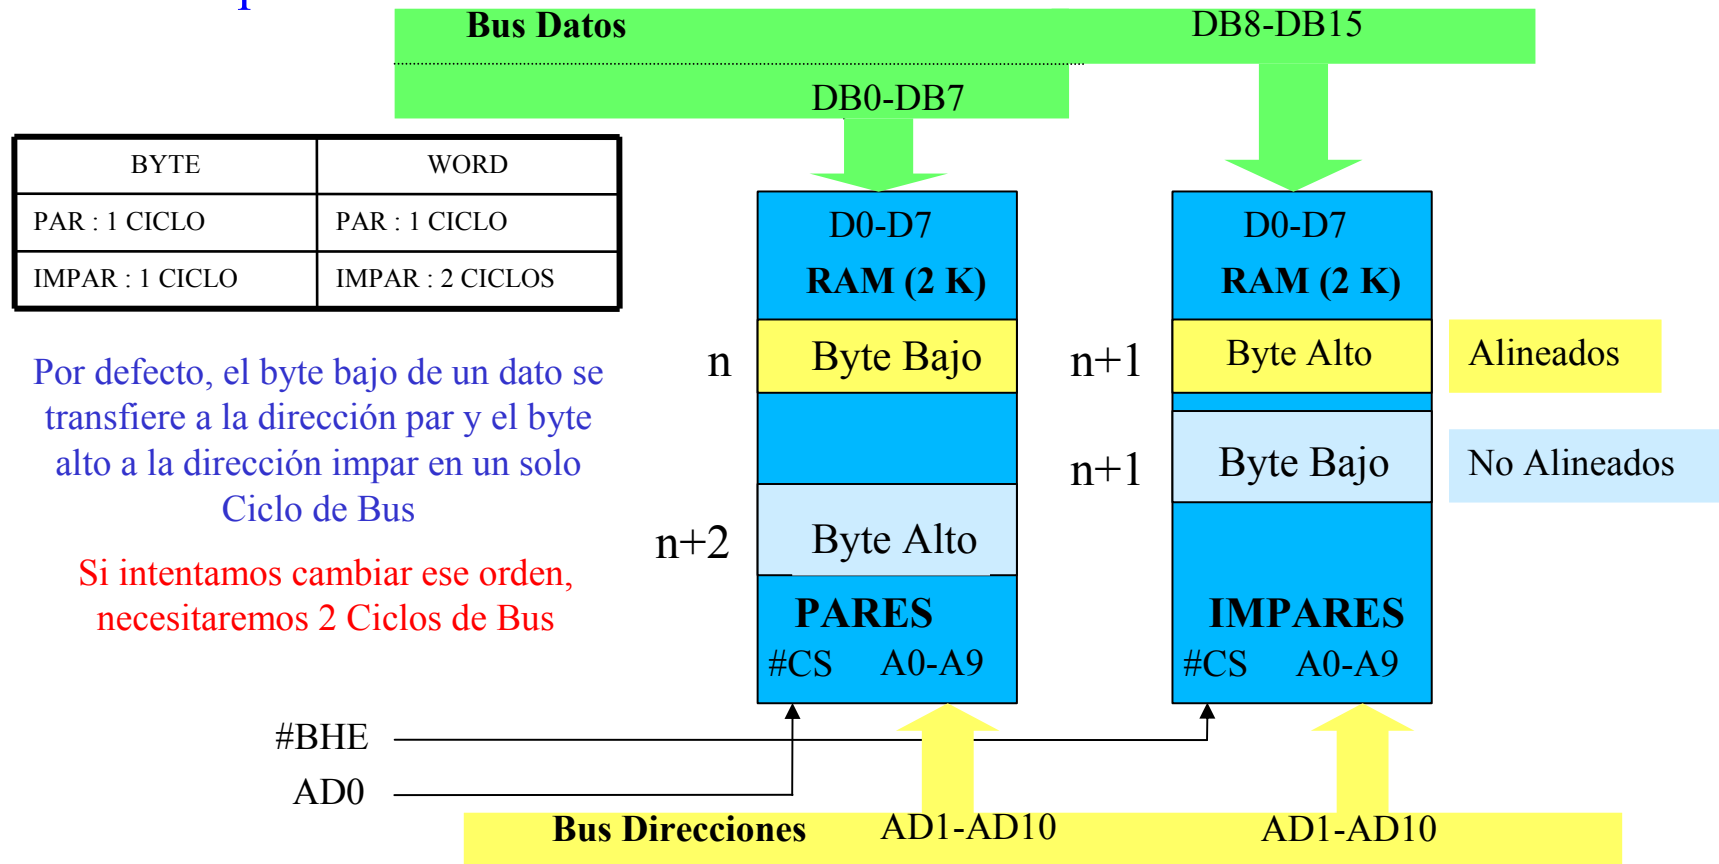 Bus Datos
DB8-DB15
DB0-DB7
BYTE WORD
PAR : 1 CICLO PAR : 1 CICLO
IMPAR : 1 CICLO IMPAR : 2 CICLOS
Por defecto, el byte bajo de un dato se
transfiere a la dirección par y el byte
alto a la dirección impar en un solo
Ciclo de Bus
Si intentamos cambiar ese orden,
necesitaremos 2 Ciclos de Bus
D0-D7
RAM (2 K)
n
Byte Bajo
n+2
Byte Alto
PARES
#CS A0-A9
D0-D7
RAM (2 K)
n+1
Byte Alto
Alineados
n+1
Byte Bajo
No Alineados
IMPARES
#CS A0-A9
#BHE
AD0
Bus Direcciones
AD1-AD10
AD1-AD10